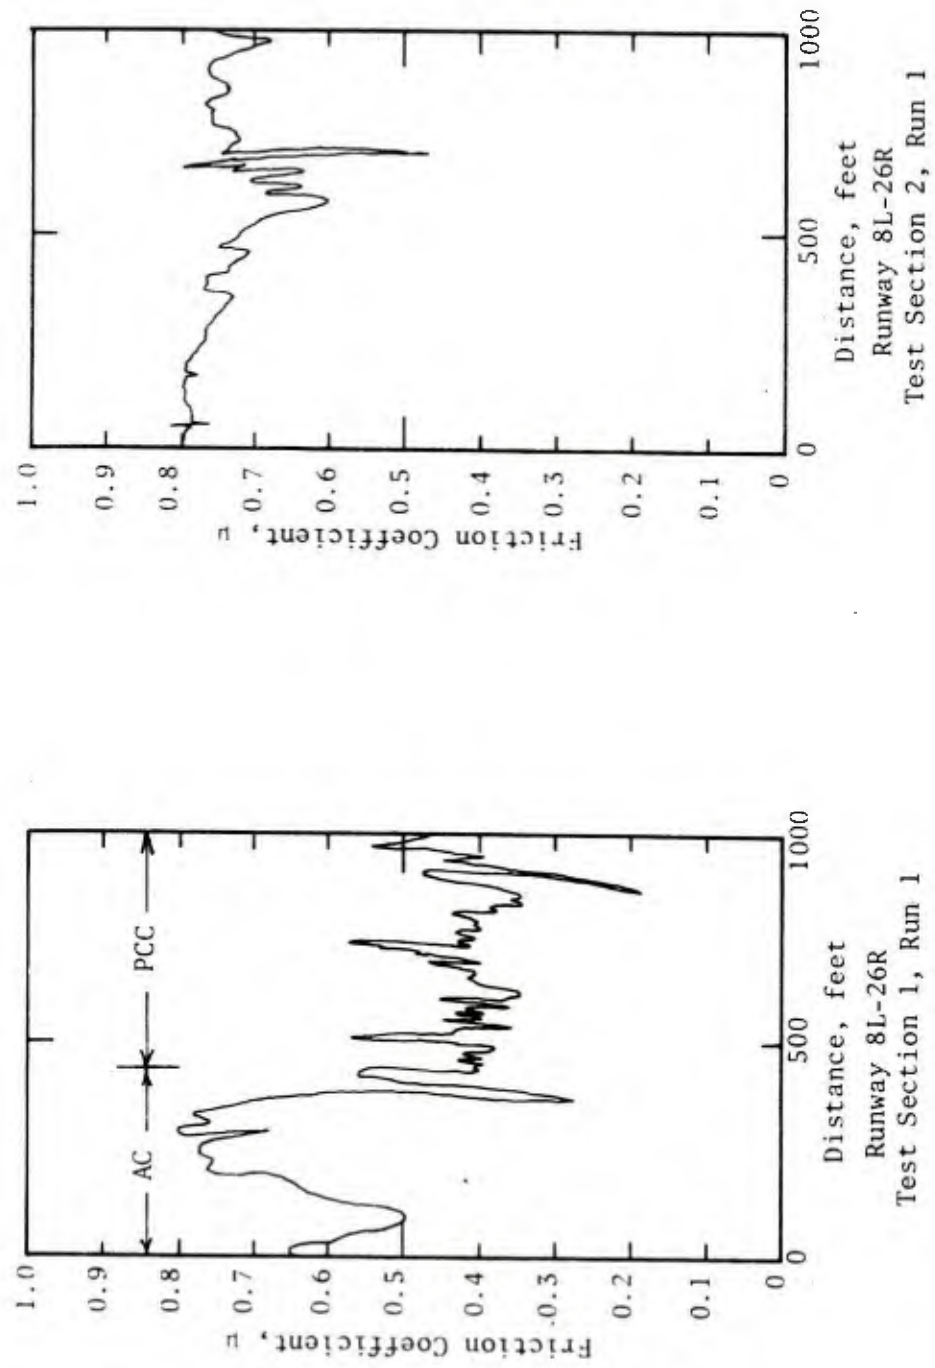 1.0
0.9
0.8
0.7
0.6
0.5
0.4
0.3
0.2
0.1
0
Friction Coefficient, μ
AC
PCC
0
500
1000
Distance, feet
Runway 8L-26R
Test Section 1, Run 1
1.0
0.9
0.8
0.7
0.6
0.5
0.4
0.3
0.2
0.1
0
Friction Coefficient, μ
0
500
1000
Distance, feet
Runway 8L-26R
Test Section 2, Run 1